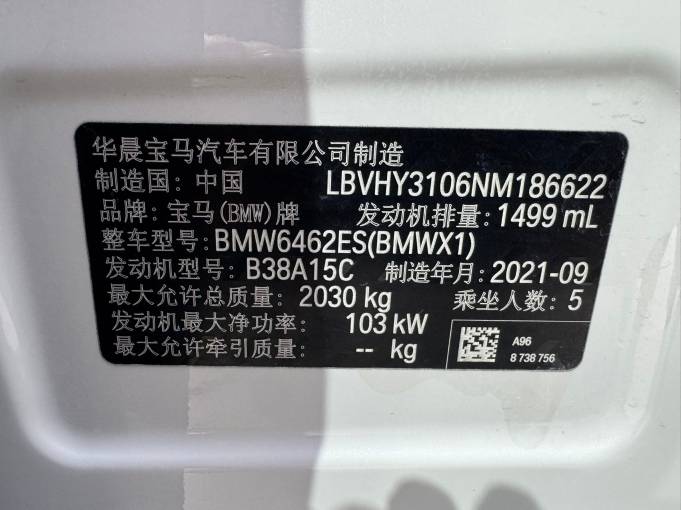 华晨宝马汽车有限公司制造
制造国: 中国 LBVHY3106NM186622
品牌: 宝马(BMW)牌 发动机排量: 1499 mL
整车型号: BMW6462ES(BMWX1)
发动机型号: B38A15C 制造年月: 2021-09
最大允许总质量: 2030 kg 乘坐人数: 5
发动机最大净功率: 103 kW
最大允许牵引质量: -- kg
A96
8 738 756